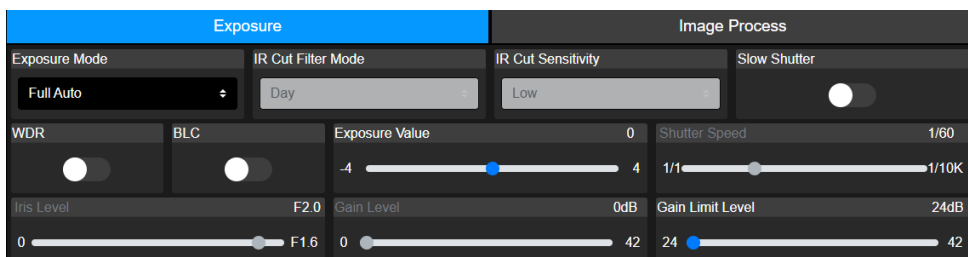 Exposure Image Process
Exposure Mode IR Cut Filter Mode IR Cut Sensitivity Slow Shutter
Full Auto Day Low
WDR BLC Exposure Value 0 Shutter Speed 1/60
-4 4 1/1 1/10K
Iris Level F2.0 Gain Level 0dB Gain Limit Level 24dB
0 F1.6 0 42 24 42